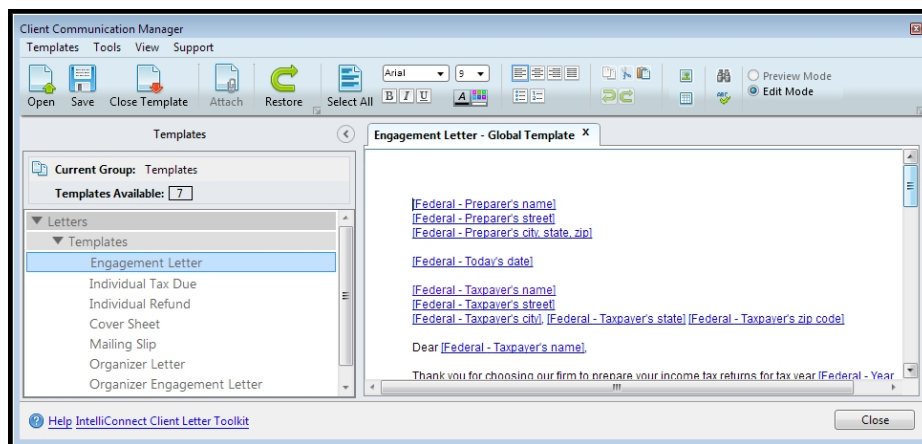 Client Communication Manager
Templates Tools View Support
Open Save Close Template Attach Restore Select All
Arial 9
B I U A
ABC
Preview Mode
Edit Mode
Templates
Current Group: Templates
Templates Available: 7
Letters
Templates
Engagement Letter
Individual Tax Due
Individual Refund
Cover Sheet
Mailing Slip
Organizer Letter
Organizer Engagement Letter
Engagement Letter - Global Template X
[Federal - Preparer's name]
[Federal - Preparer's street]
[Federal - Preparer's city, state, zip]
[Federal - Today's date]
[Federal - Taxpayer's name]
[Federal - Taxpayer's street]
[Federal - Taxpayer's city], [Federal - Taxpayer's state] [Federal - Taxpayer's zip code]
Dear [Federal - Taxpayer's name],
Thank you for choosing our firm to prepare your income tax returns for tax year [Federal - Year
Help IntelliConnect Client Letter Toolkit
Close